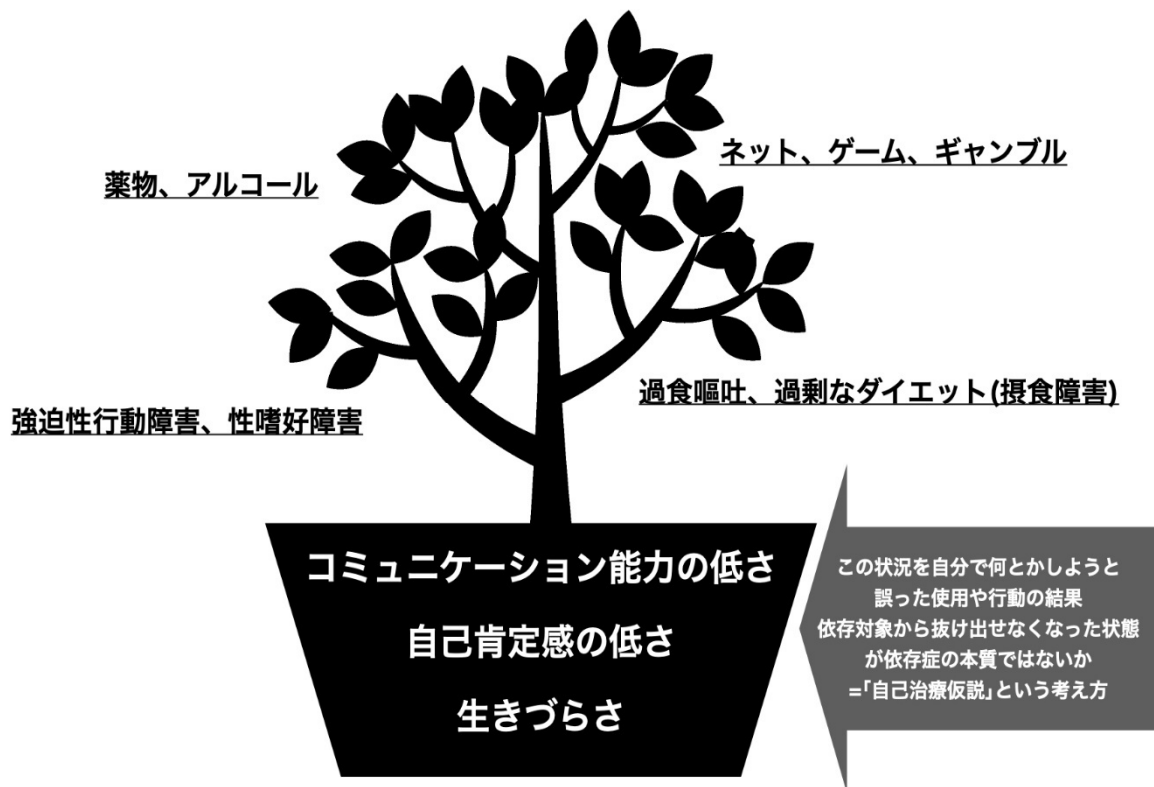 ネット、ゲーム、ギャンブル
薬物、アルコール
過食嘔吐、過剰なダイエット(摂食障害)
強迫性行動障害、性嗜好障害
コミュニケーション能力の低さ
自己肯定感の低さ
生きづらさ
この状況を自分で何とかしようと
誤った使用や行動の結果
依存対象から抜け出せなくなった状態
が依存症の本質ではないか
=「自己治療仮説」という考え方